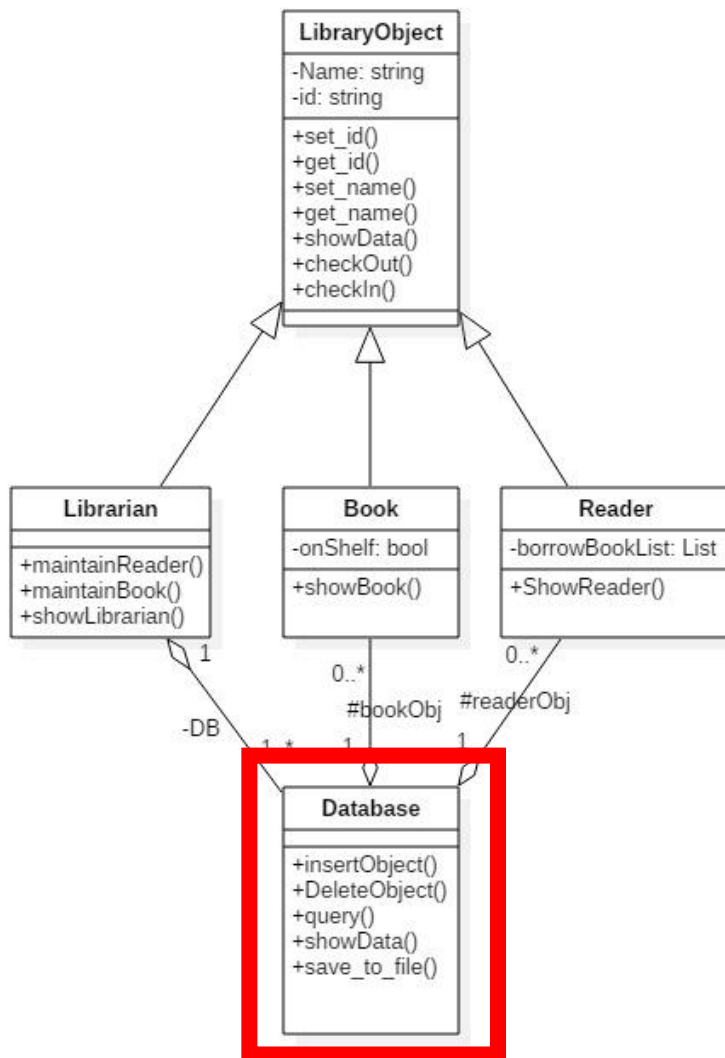 LibraryObject
-Name: string
-id: string
+set_id()
+get_id()
+set_name()
+get_name()
+showData()
+checkOut()
+checkIn()
Librarian
+maintainReader()
+maintainBook()
+showLibrarian()
Book
-onShelf: bool
+showBook()
Reader
-borrowBookList: List
+ShowReader()
1
0..*
0..*
-DB
#bookObj
#readerObj
1..*
1
1
Database
+insertObject()
+DeleteObject()
+query()
+showData()
+save_to_file()